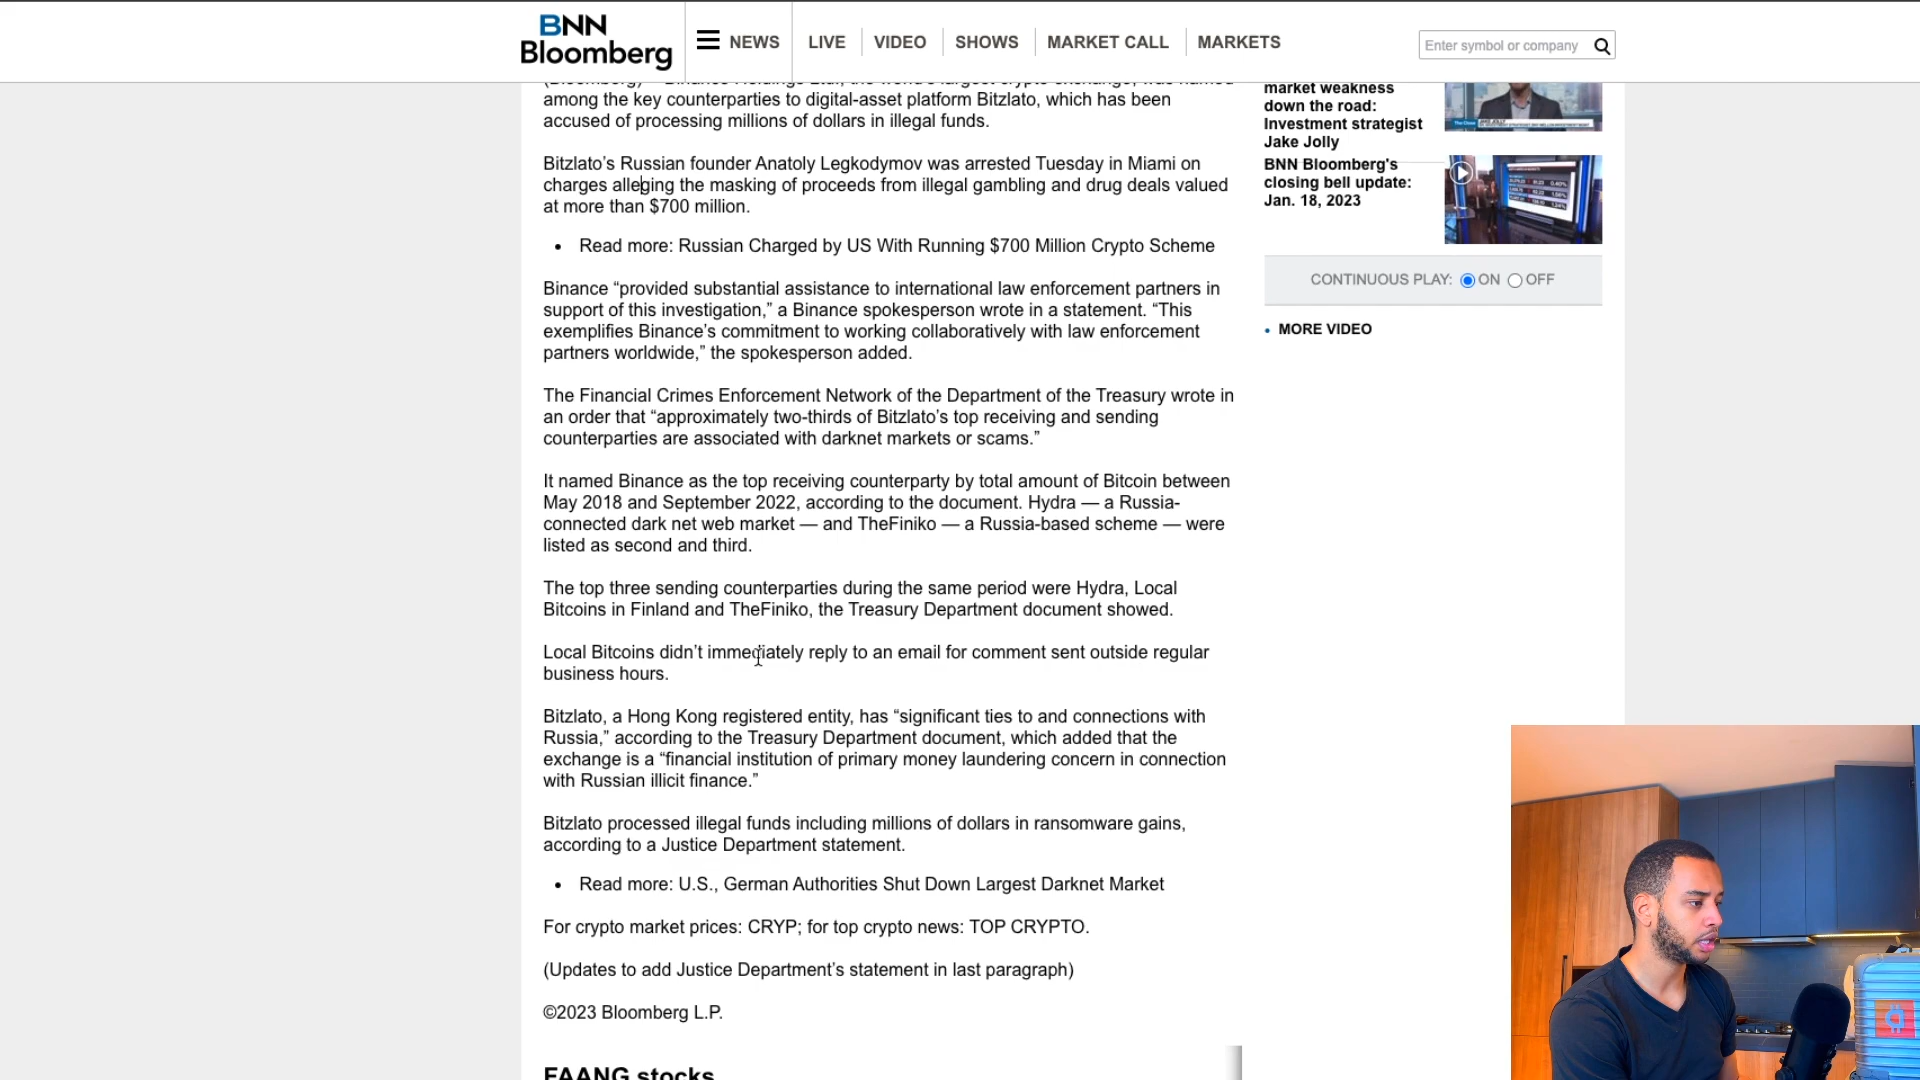 BNN
Bloomberg
NEWS
LIVE
VIDEO
SHOWS
MARKET CALL
MARKETS
Enter symbol or company
among the key counterparties to digital-asset platform Bitzlato, which has been
accused of processing millions of dollars in illegal funds.
Bitzlato’s Russian founder Anatoly Legkodymov was arrested Tuesday in Miami on
charges alleging the masking of proceeds from illegal gambling and drug deals valued
at more than $700 million.
• Read more: Russian Charged by US With Running $700 Million Crypto Scheme
Binance “provided substantial assistance to international law enforcement partners in
support of this investigation,” a Binance spokesperson wrote in a statement. “This
exemplifies Binance’s commitment to working collaboratively with law enforcement
partners worldwide,” the spokesperson added.
The Financial Crimes Enforcement Network of the Department of the Treasury wrote in
an order that “approximately two-thirds of Bitzlato’s top receiving and sending
counterparties are associated with darknet markets or scams.”
It named Binance as the top receiving counterparty by total amount of Bitcoin between
May 2018 and September 2022, according to the document. Hydra — a Russia-
connected dark net web market — and TheFiniko — a Russia-based scheme — were
listed as second and third.
The top three sending counterparties during the same period were Hydra, Local
Bitcoins in Finland and TheFiniko, the Treasury Department document showed.
Local Bitcoins didn’t immediately reply to an email for comment sent outside regular
business hours.
Bitzlato, a Hong Kong registered entity, has “significant ties to and connections with
Russia,” according to the Treasury Department document, which added that the
exchange is a “financial institution of primary money laundering concern in connection
with Russian illicit finance.”
Bitzlato processed illegal funds including millions of dollars in ransomware gains,
according to a Justice Department statement.
• Read more: U.S., German Authorities Shut Down Largest Darknet Market
For crypto market prices: CRYP; for top crypto news: TOP CRYPTO.
(Updates to add Justice Department’s statement in last paragraph)
©2023 Bloomberg L.P.
FAANG stocks
market weakness
down the road:
Investment strategist
Jake Jolly
BNN Bloomberg's
closing bell update:
Jan. 18, 2023
CONTINUOUS PLAY: ON OFF
• MORE VIDEO